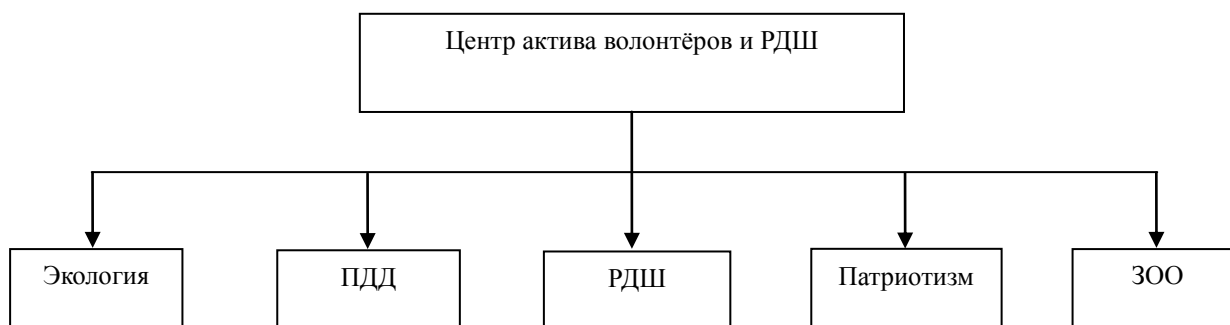 Центр актива волонтёров и РДШ
Экология
ПДД
РДШ
Патриотизм
ЗОО